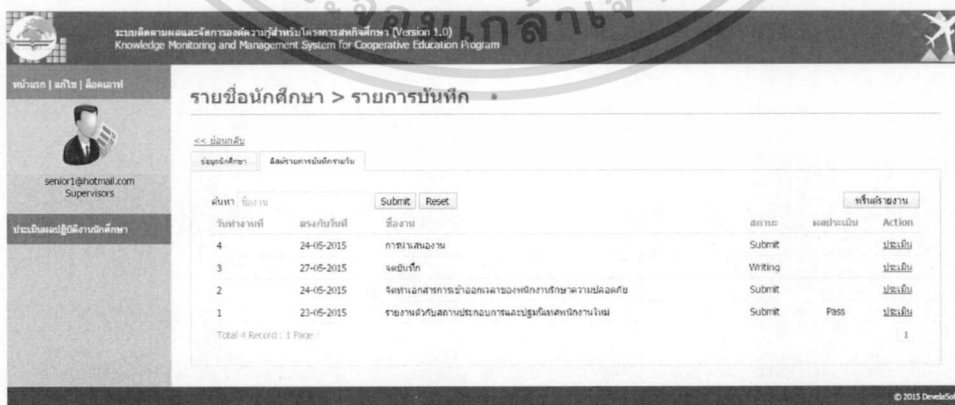 ระบบติดตามผลและจัดการองค์ความรู้สำหรับโครงการสหกิจศึกษา (Version 1.0)
Knowledge Monitoring and Management System for Cooperative Education Program
หน้าแรก | แก้ไข | ล็อคเอาท์
senior1@hotmail.com
Supervisors
ประเมินผลปฏิบัติงานนักศึกษา
รายชื่อนักศึกษา > รายการบันทึก
<< ย้อนกลับ
ข้อมูลนักศึกษา ลิสต์รายการบันทึกรายวัน
ค้นหา ชื่องาน Submit Reset พริ้นต์รายงาน
วันทำงานที่ ตรงกับวันที่ ชื่องาน สถานะ ผลประเมิน Action
4 24-05-2015 การนำเสนองาน Submit ประเมิน
3 27-05-2015 จดบันทึก Writing ประเมิน
2 24-05-2015 จัดทำเอกสารการเข้าออกเวลาของพนักงานรักษาความปลอดภัย Submit ประเมิน
1 23-05-2015 รายงานตัวกับสถานประกอบการและปฐมนิเทศพนักงานใหม่ Submit Pass ประเมิน
Total 4 Record : 1 Page : 1
© 2015 DevelaSoft